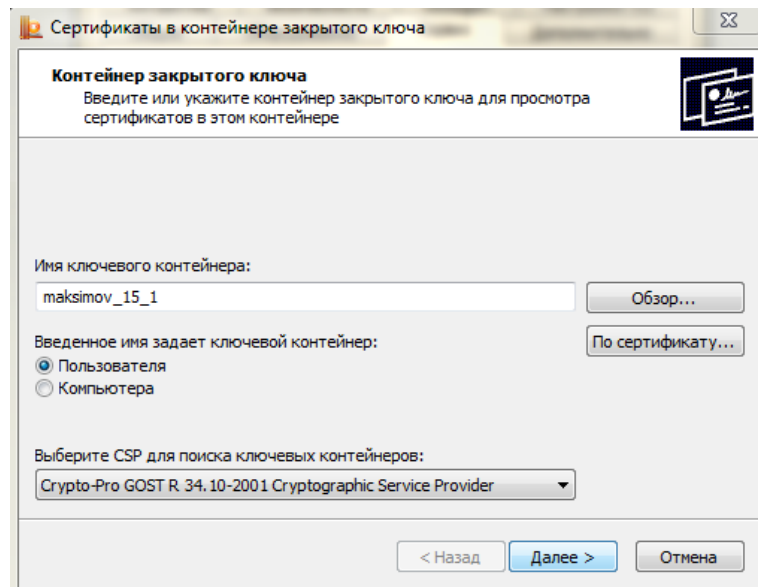 Сертификаты в контейнере закрытого ключа
Контейнер закрытого ключа
Введите или укажите контейнер закрытого ключа для просмотра
сертификатов в этом контейнере
Имя ключевого контейнера:
maksimov_15_1
Обзор...
Введенное имя задает ключевой контейнер:
По сертификату...
Пользователя
Компьютера
Выберите CSP для поиска ключевых контейнеров:
Crypto-Pro GOST R 34.10-2001 Cryptographic Service Provider
< Назад
Далее >
Отмена